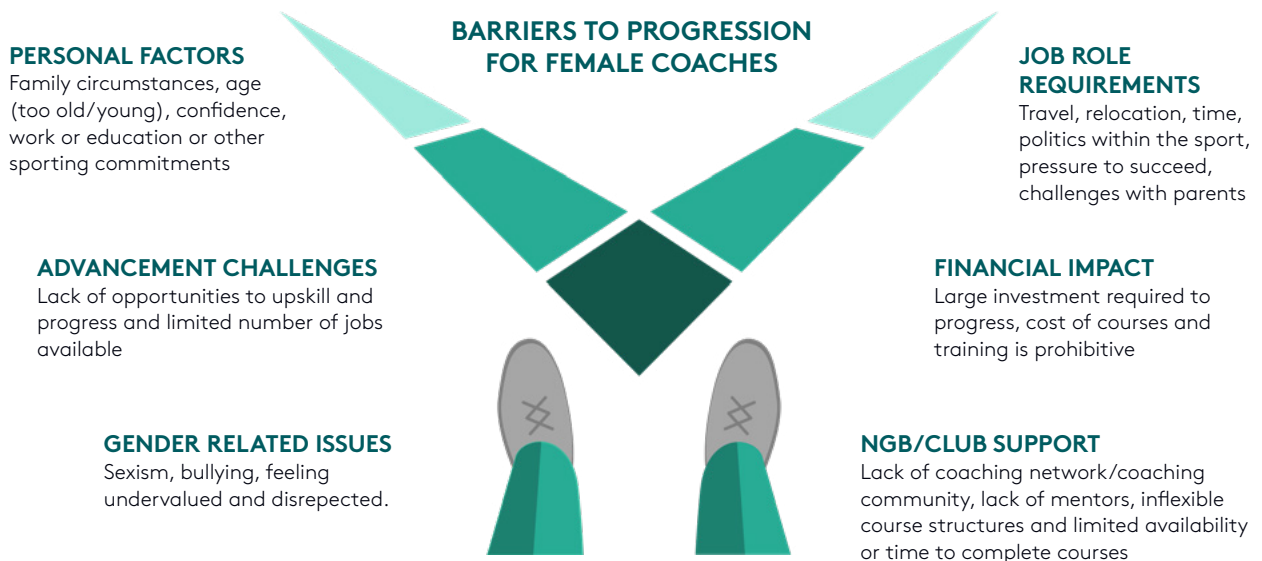 BARRIERS TO PROGRESSION
FOR FEMALE COACHES
PERSONAL FACTORS
Family circumstances, age
(too old/young), confidence,
work or education or other
sporting commitments
ADVANCEMENT CHALLENGES
Lack of opportunities to upskill and
progress and limited number of jobs
available
GENDER RELATED ISSUES
Sexism, bullying, feeling
undervalued and disrepected.
JOB ROLE
REQUIREMENTS
Travel, relocation, time,
politics within the sport,
pressure to succeed,
challenges with parents
FINANCIAL IMPACT
Large investment required to
progress, cost of courses and
training is prohibitive
NGB/CLUB SUPPORT
Lack of coaching network/coaching
community, lack of mentors, inflexible
course structures and limited availability
or time to complete courses